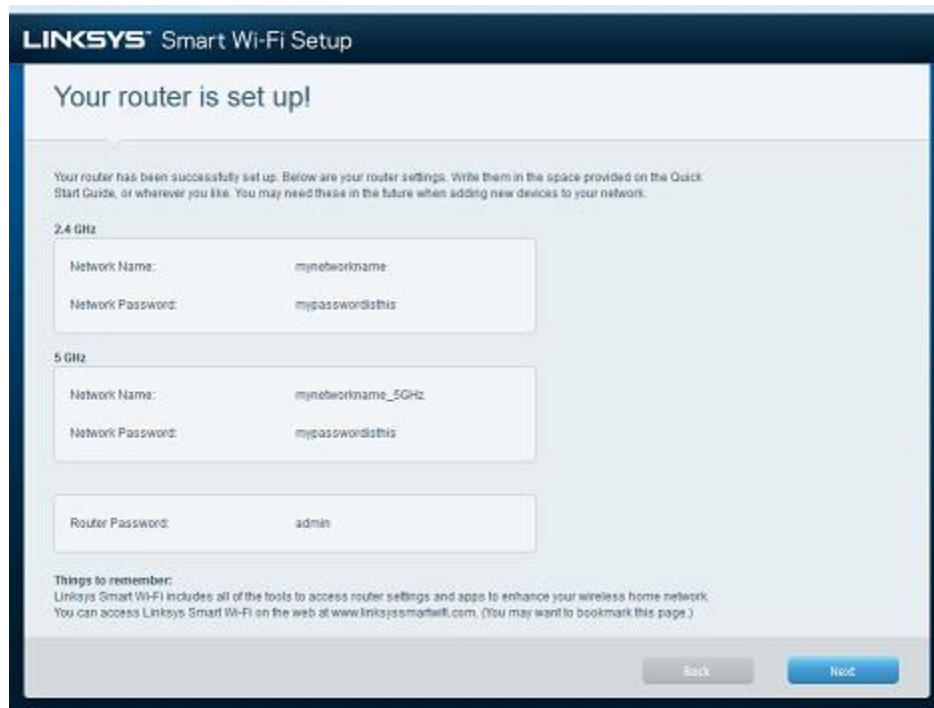 LINKSYS™ Smart Wi-Fi Setup
Your router is set up!
Your router has been successfully set up. Below are your router settings. Write them in the space provided on the Quick
Start Guide, or wherever you like. You may need these in the future when adding new devices to your network.
2.4 GHz
Network Name: mynetworkname
Network Password: mypasswordisthis
5 GHz
Network Name: mynetworkname_5GHz
Network Password: mypasswordisthis
Router Password: admin
Things to remember:
Linksys Smart Wi-Fi includes all of the tools to access router settings and apps to enhance your wireless home network.
You can access Linksys Smart Wi-Fi on the web at www.linksyssmartwifi.com. (You may want to bookmark this page.)
Back Next